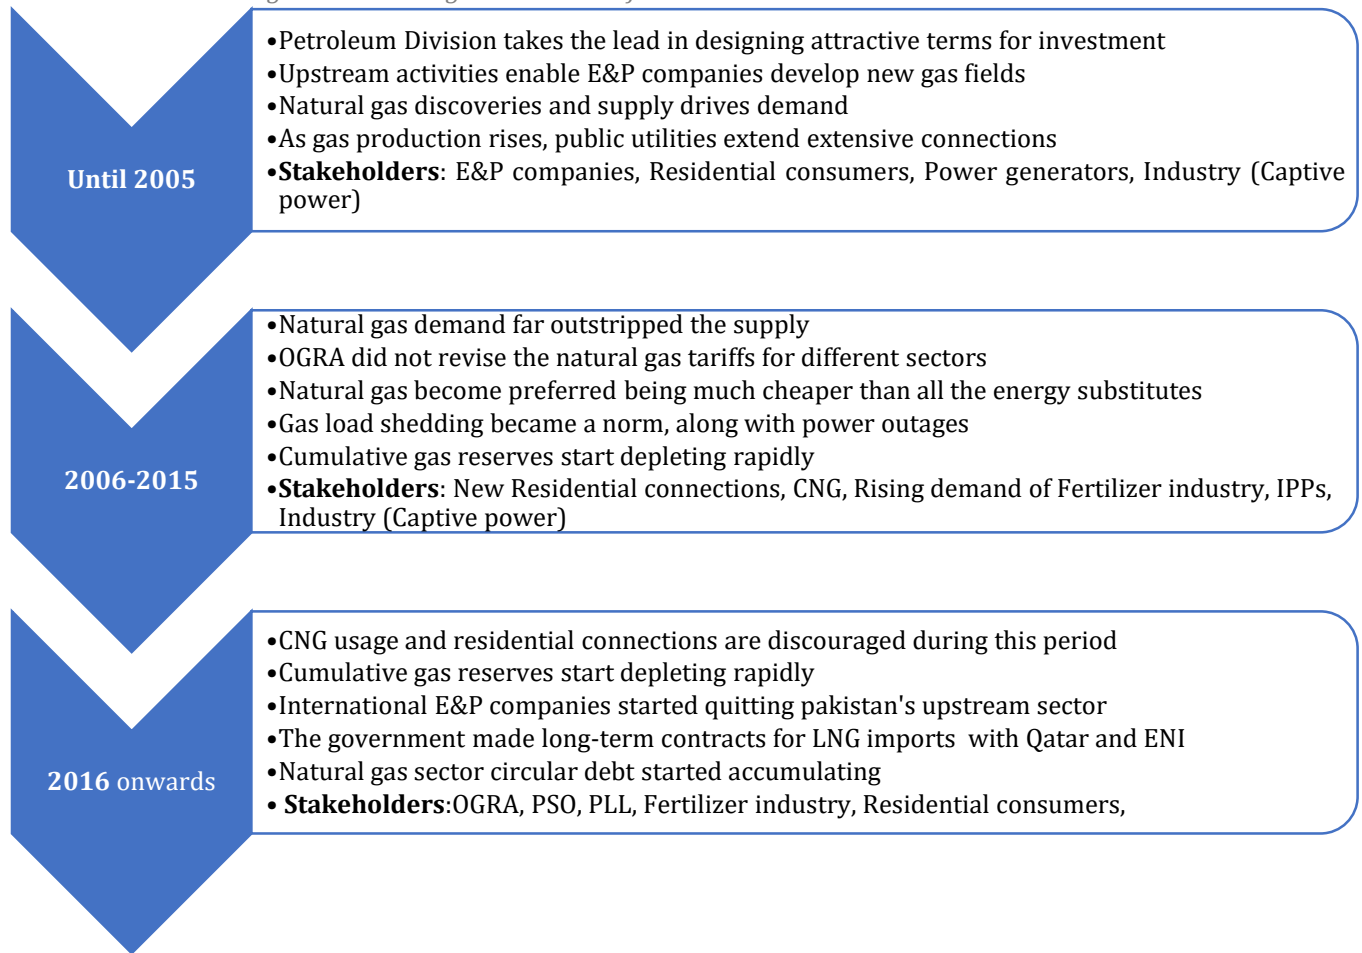 •Petroleum Division takes the lead in designing attractive terms for investment
•Upstream activities enable E&P companies develop new gas fields
•Natural gas discoveries and supply drives demand
•As gas production rises, public utilities extend extensive connections
Until 2005
•Stakeholders: E&P companies, Residential consumers, Power generators, Industry (Captive
power)
•Natural gas demand far outstripped the supply
•OGRA did not revise the natural gas tariffs for different sectors
•Natural gas become preferred being much cheaper than all the energy substitutes
•Gas load shedding became a norm, along with power outages
•Cumulative gas reserves start depleting rapidly
2006-2015
•Stakeholders: New Residential connections, CNG, Rising demand of Fertilizer industry, IPPs,
Industry (Captive power)
•CNG usage and residential connections are discouraged during this period
•Cumulative gas reserves start depleting rapidly
•International E&P companies started quitting pakistan's upstream sector
•The government made long-term contracts for LNG imports  with Qatar and ENI
•Natural gas sector circular debt started accumulating
2016 onwards
• Stakeholders:OGRA, PSO, PLL, Fertilizer industry, Residential consumers,